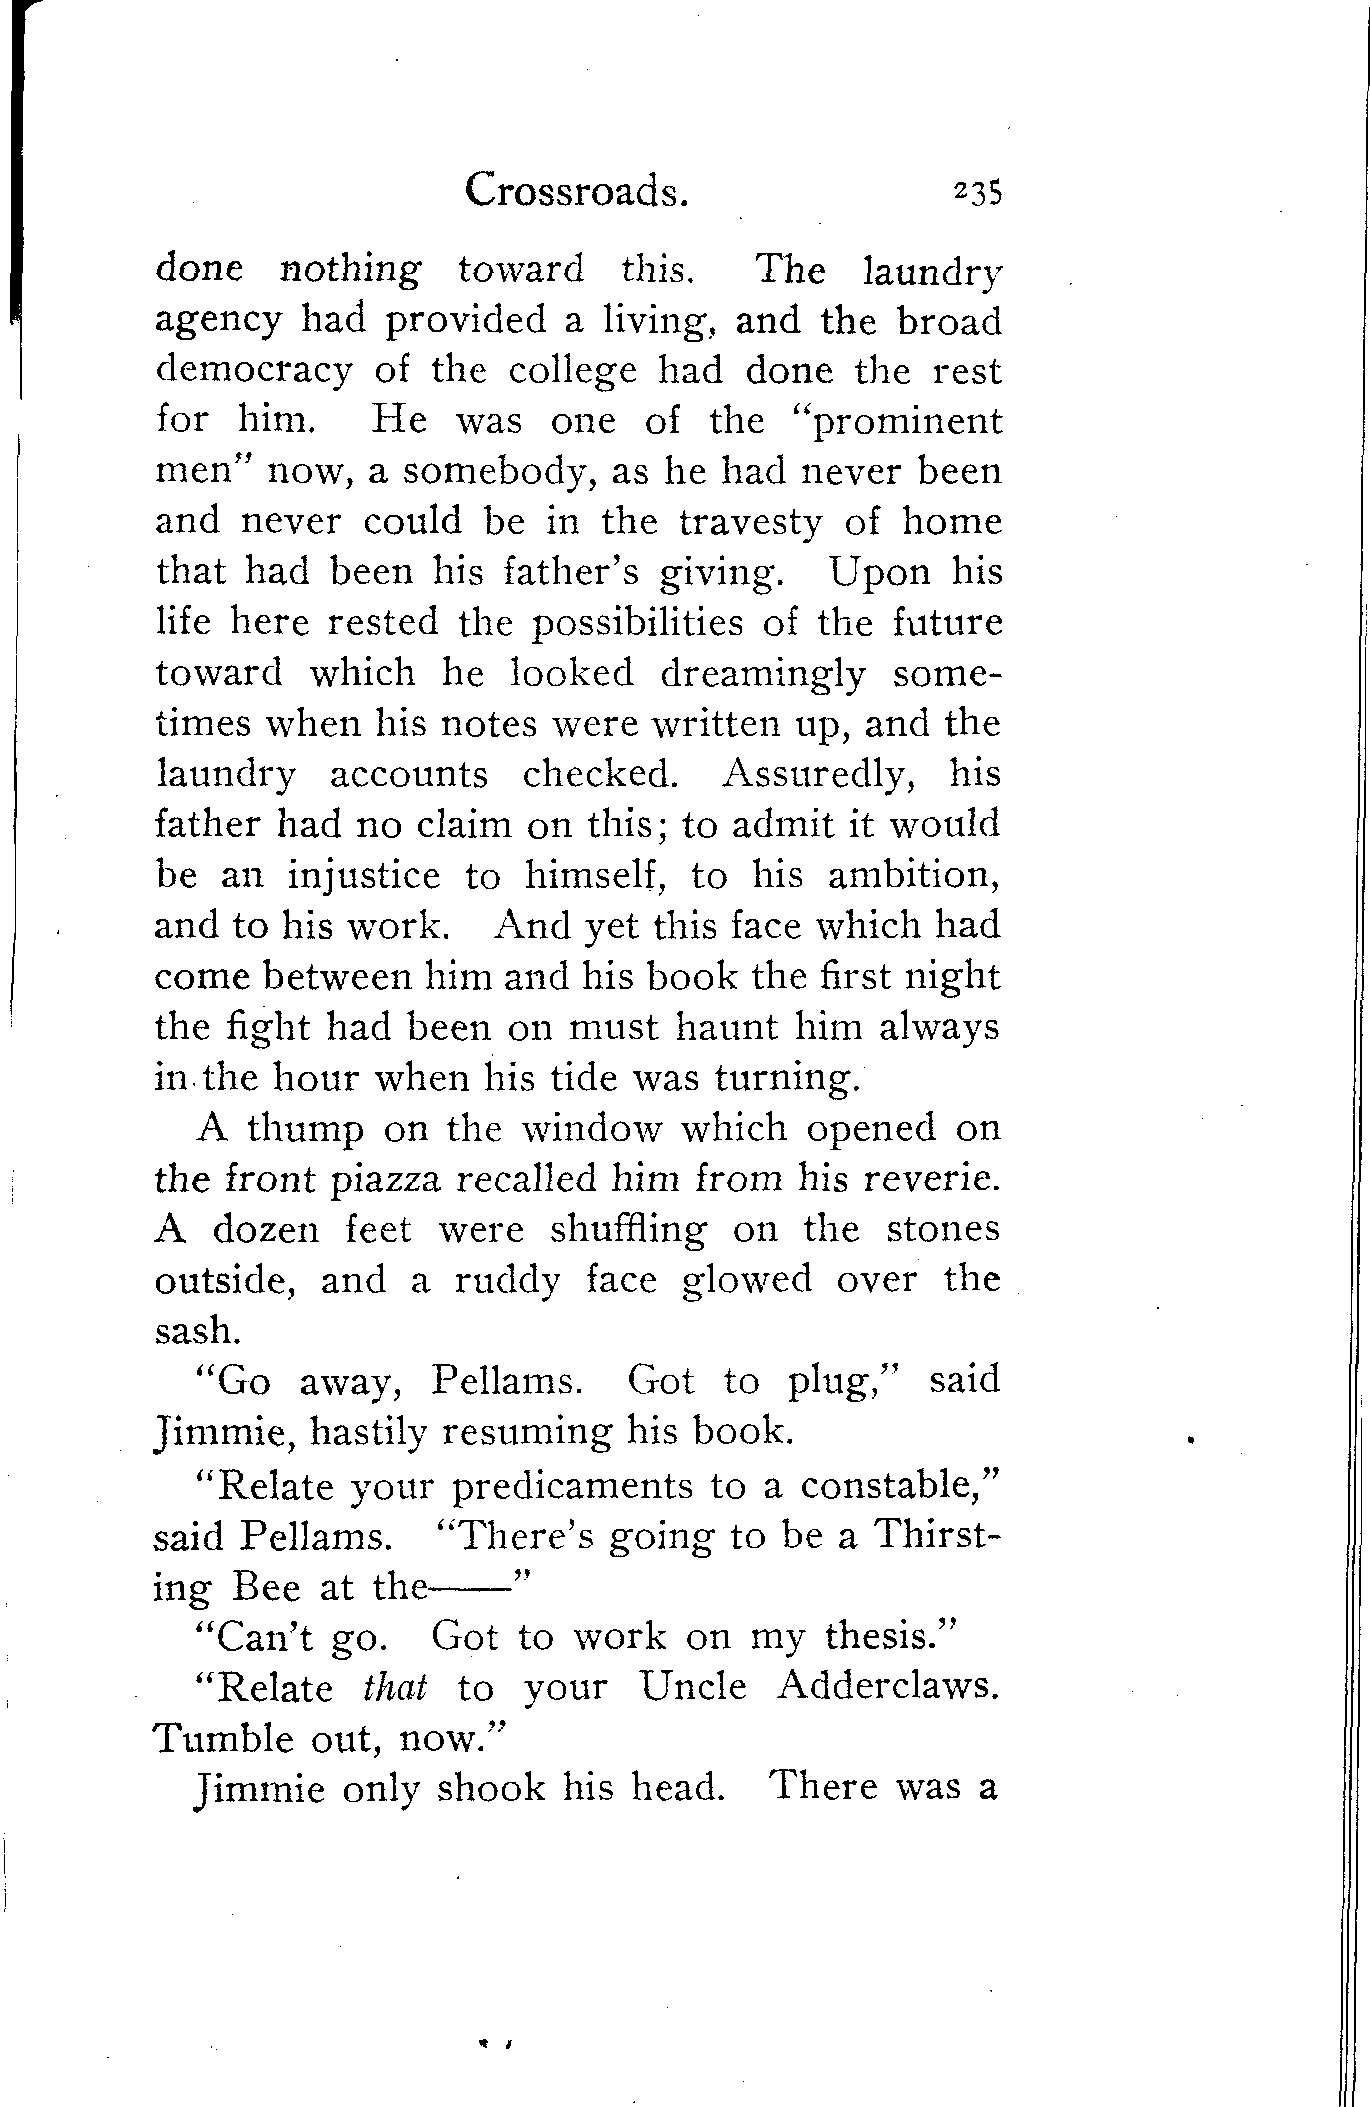 Crossroads. 235
done nothing toward this. The laundry
agency had provided a living, and the broad
democracy of the college had done the rest
for him. He was one of the “prominent
men” now, a somebody, as he had never been
and never could be in the travesty of home
that had been his father’s giving. Upon his
life here rested the possibilities of the future
toward which he looked dreamingly some-
times when his notes were written up, and the
laundry accounts checked. Assuredly, his
father had no claim on this; to admit it would
be an injustice to himself, to his ambition,
and to his work. And yet this face which had
come between him and his book the first night
the fight had been on must haunt him always
in the hour when his tide was turning.
A thump on the window which opened on
the front piazza recalled him from his reverie.
A dozen feet were shuffling on the stones
outside, and a ruddy face glowed over the
sash.
“Go away, Pellams. Got to plug,” said
Jimmie, hastily resuming his book.
“Relate your predicaments to a constable,”
said Pellams. “There’s going to be a Thirst-
ing Bee at the——”
“Can’t go. Got to work on my thesis.”
“Relate that to your Uncle Adderclaws.
Tumble out, now.”
Jimmie only shook his head. There was a